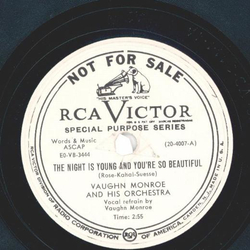 NOT FOR SALE
"HIS MASTER'S VOICE"
RCA VICTOR
SPECIAL PURPOSE SERIES
Words & Music
ASCAP
E0-VB-3444
(20-4007-A)
THE NIGHT IS YOUNG AND YOU'RE SO BEAUTIFUL
(Rose-Kahal-Suesse)
VAUGHN MONROE
AND HIS ORCHESTRA
Vocal refrain by
Vaughn Monroe
Time: 2:55
RADIO CORPORATION OF AMERICA, CAMDEN